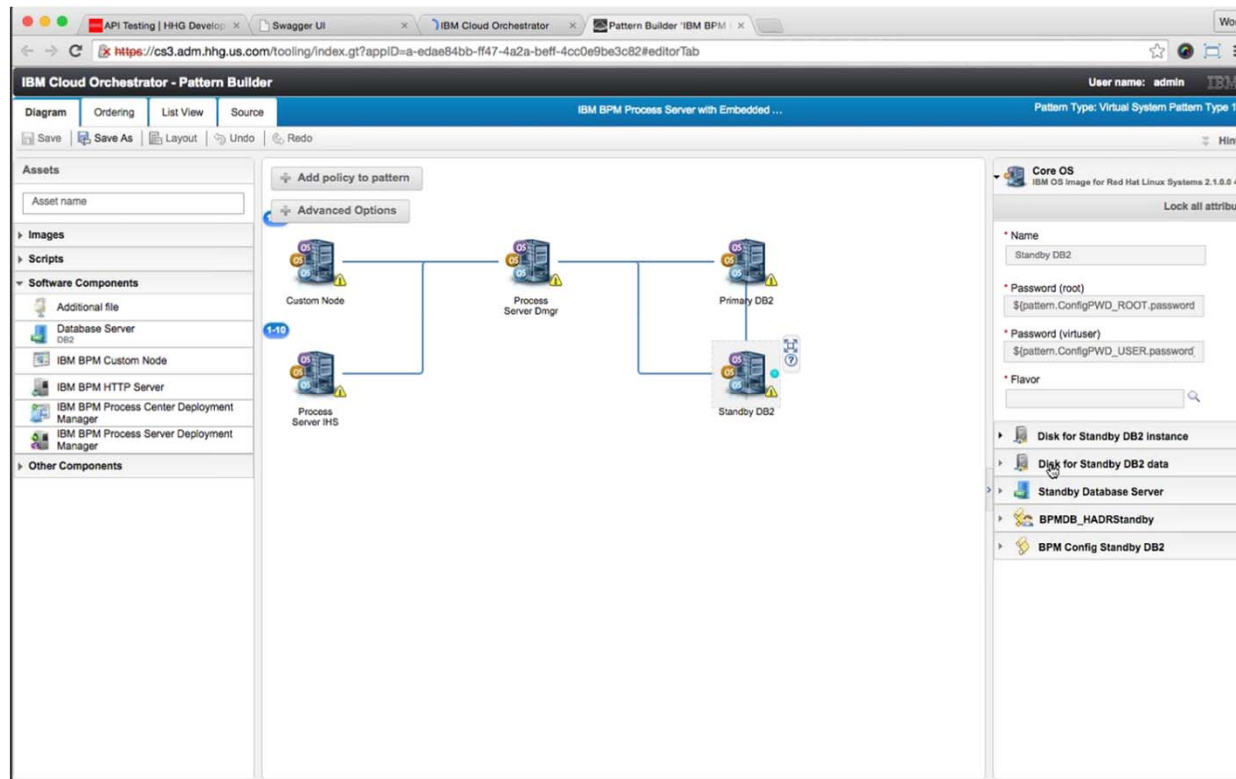 API Testing | HHG Develop
Swagger UI
IBM Cloud Orchestrator
Pattern Builder 'IBM BPM
https://cs3.adm.hhg.us.com/tooling/index.gt?appID=a-edae84bb-ff47-4a2a-beff-4cc0e9be3c82#editorTab
IBM Cloud Orchestrator - Pattern Builder
User name: admin
IBM
Diagram
Ordering
List View
Source
IBM BPM Process Server with Embedded ...
Pattern Type: Virtual System Pattern Type 1
Save
Save As
Layout
Undo
Redo
Assets
Asset name
Images
Scripts
Software Components
Additional file
Database Server
DB2
IBM BPM Custom Node
IBM BPM HTTP Server
IBM BPM Process Center Deployment
Manager
IBM BPM Process Server Deployment
Manager
Other Components
Add policy to pattern
Advanced Options
Custom Node
Process
Server Dmgr
Primary DB2
1-10
Process
Server IHS
Standby DB2
Core OS
IBM OS Image for Red Hat Linux Systems 2.1.0.0
Lock all
* Name
Standby DB2
* Password (root)
${pattern.ConfigPWD_ROOT.password
* Password (virtuser)
${pattern.ConfigPWD_USER.password
* Flavor
Disk for Standby DB2 instance
Disk for Standby DB2 data
Standby Database Server
BPMDB_HADRStandby
BPM Config Standby DB2